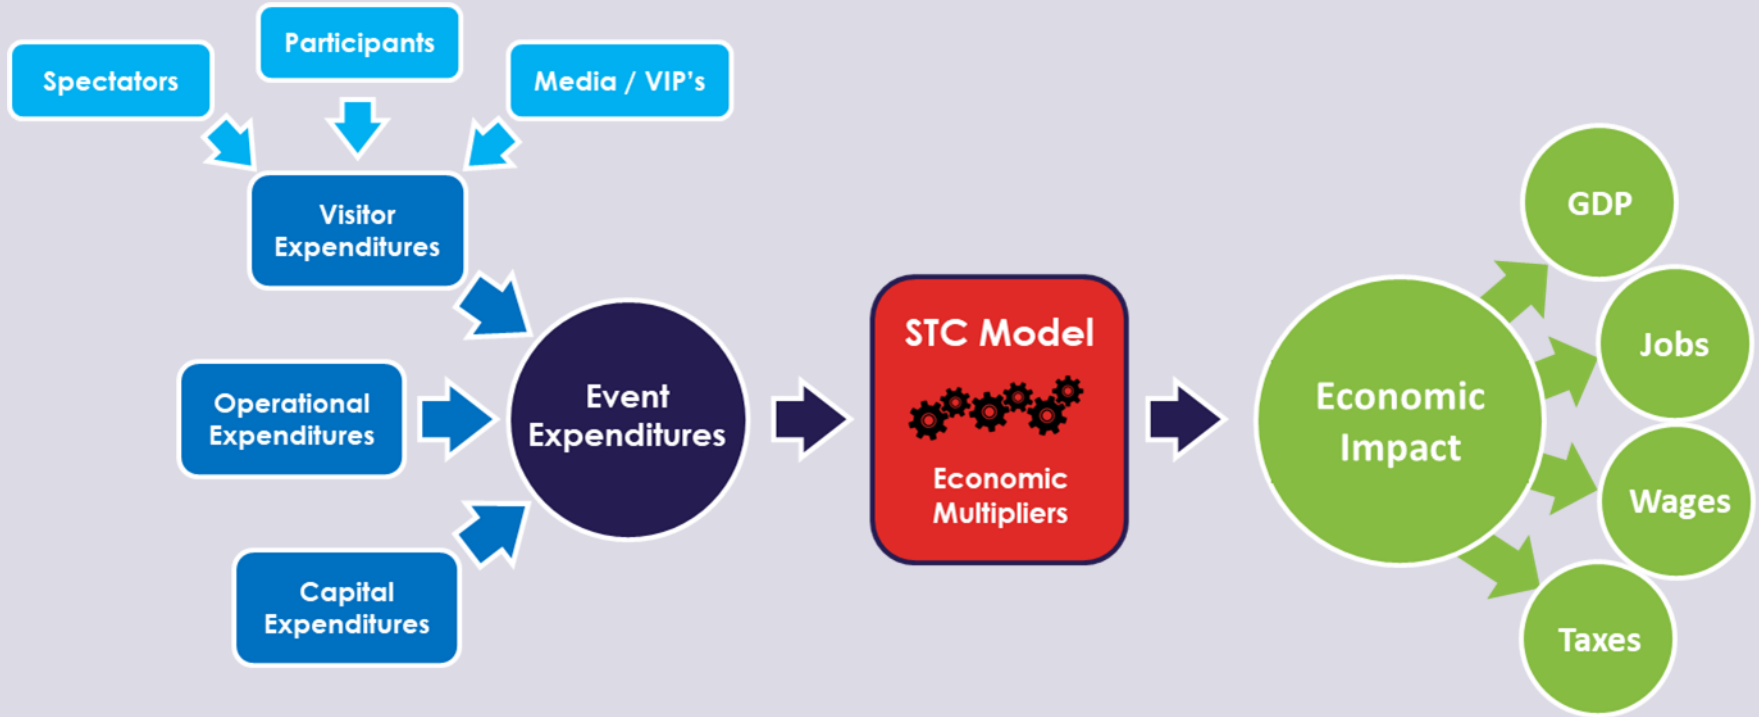 Participants
Spectators
Media / VIP's
Visitor
Expenditures
Operational
Expenditures
Capital
Expenditures
Event
Expenditures
STC Model
Economic
Multipliers
Economic
Impact
GDP
Jobs
Wages
Taxes